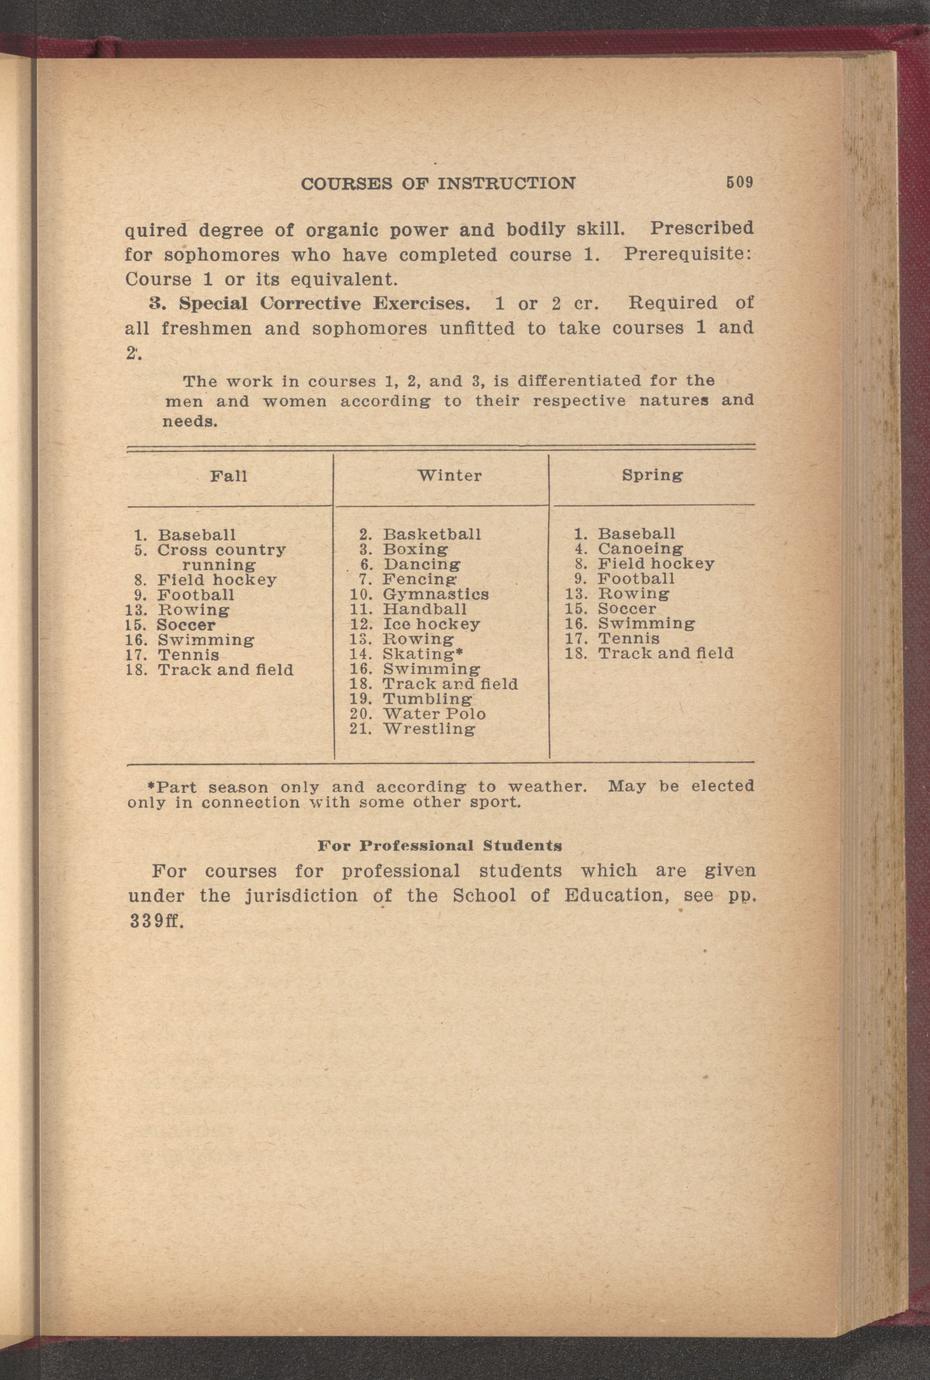 COURSES OF INSTRUCTION 509
quired degree of organic power and bodily skill. Prescribed
for sophomores who have completed course 1. Prerequisite:
Course 1 or its equivalent.
3. Special Corrective Exercises. 1 or 2 cr. Required of
all freshmen and sophomores unfitted to take courses 1 and
2.
The work in courses 1, 2, and 3, is differentiated for the
men and women according to their respective natures and
needs.
Fall
1. Baseball
5. Cross country
running
8. Field hockey
9. Football
13. Rowing
15. Soccer
16. Swimming
17. Tennis
18. Track and field
Winter
2. Basketball
3. Boxing
6. Dancing
7. Fencing
10. Gymnastics
11. Handball
12. Ice hockey
13. Rowing
14. Skating*
16. Swimming
18. Track and field
19. Tumbling
20. Water Polo
21. Wrestling
Spring
1. Baseball
4. Canoeing
8. Field hockey
9. Football
13. Rowing
15. Soccer
16. Swimming
17. Tennis
18. Track and field
*Part season only and according to weather. May be elected
only in connection with some other sport.
For Professional Students
For courses for professional students which are given
under the jurisdiction of the School of Education, see pp.
339ff.